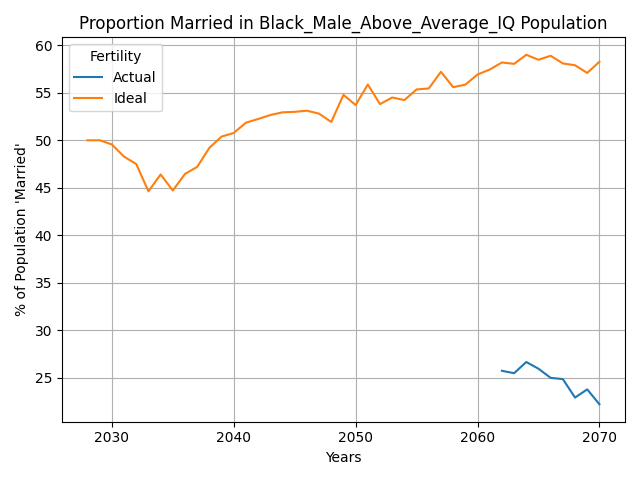 Proportion Married in Black_Male_Above_Average_IQ Population
Fertility
Actual
Ideal
% of Population 'Married'
60
55
50
45
40
35
30
25
2030
2040
2050
2060
2070
Years